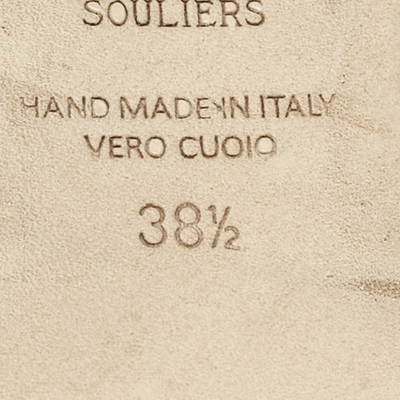 SOULIERS
HAND MADE IN ITALY
VERO CUOIO
38½